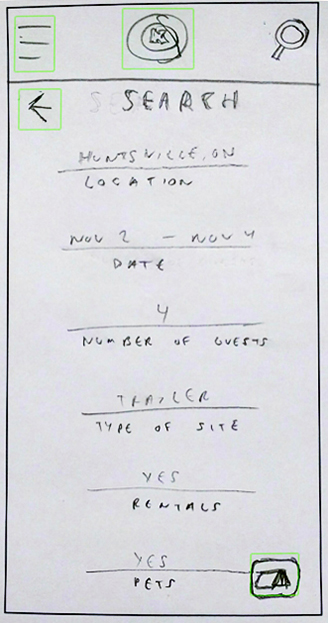 SEARCH
HUNTSVILLE, ON
LOCATION
NOV 2 - NOV 4
DATE
4
NUMBER OF GUESTS
TRAILER
TYPE OF SITE
YES
RENTALS
YES
PETS